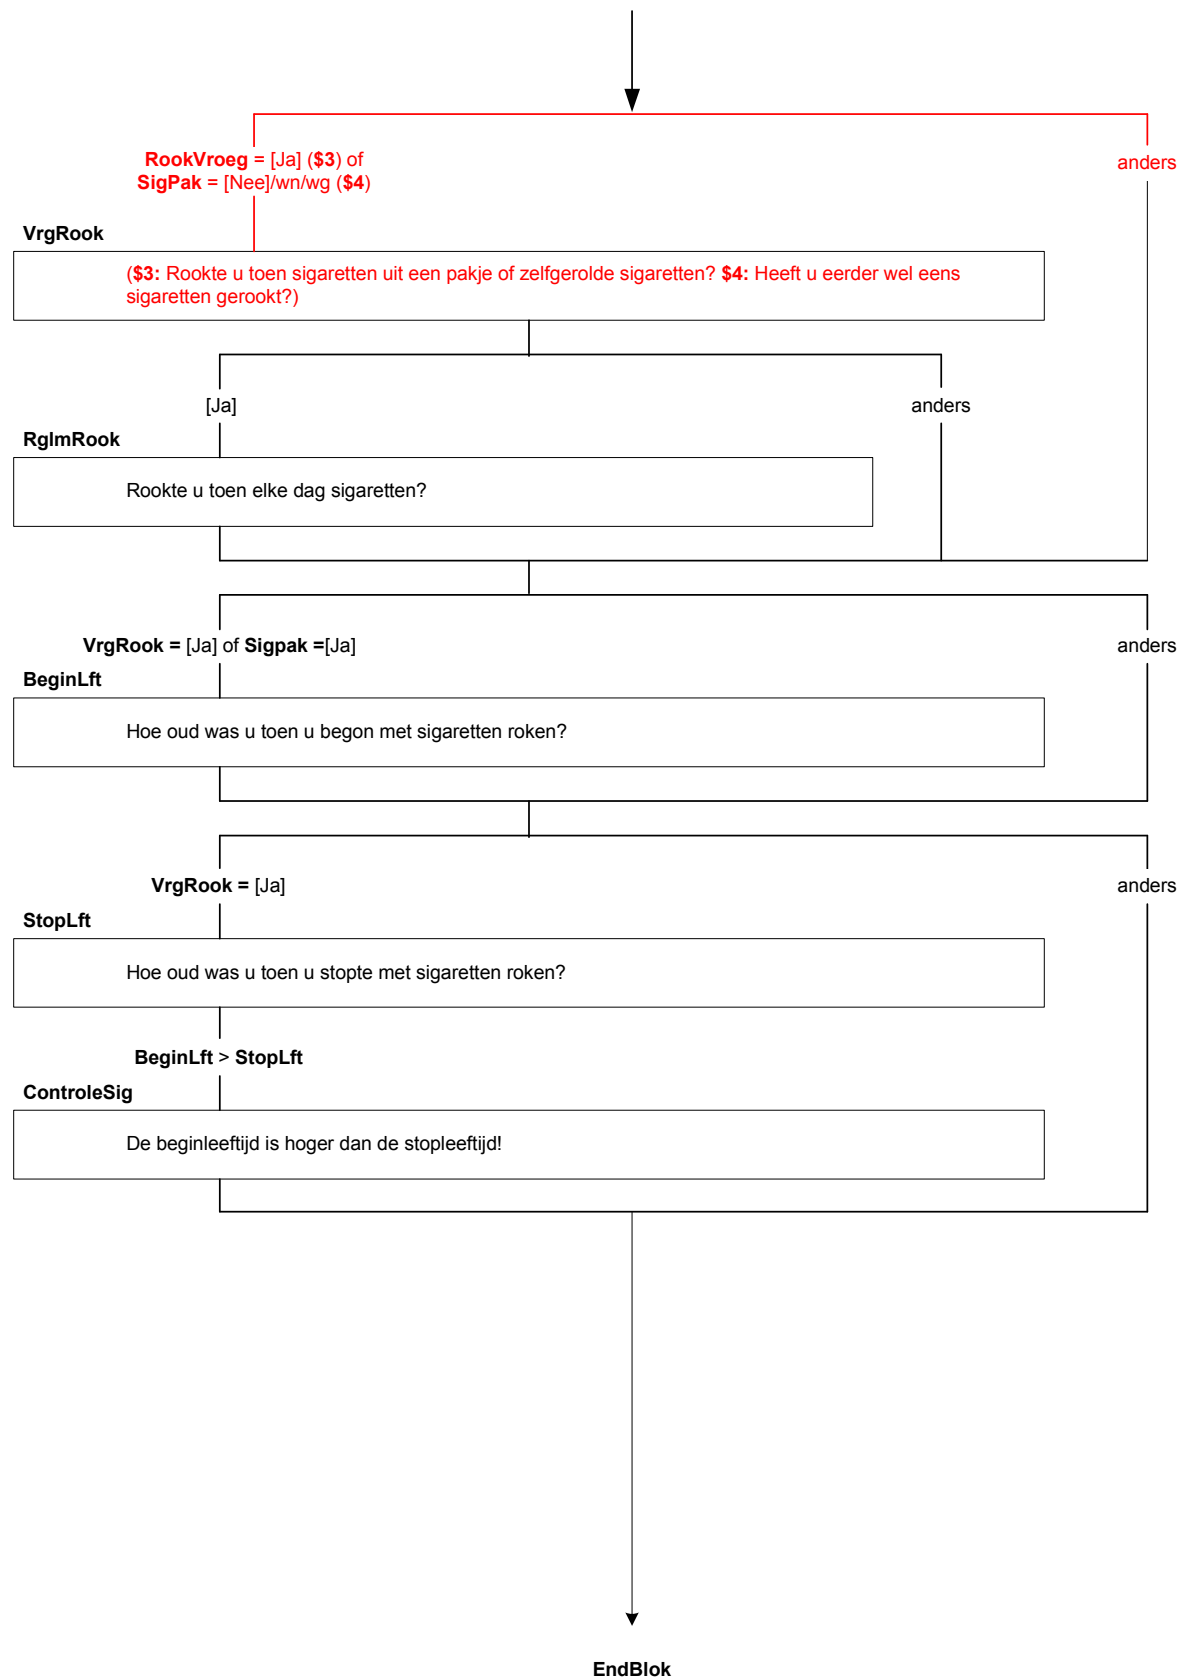 RookVroeg = [Ja] ($3) of
SigPak = [Nee]/wn/wg ($4)
anders
VrgRook
($3: Rookte u toen sigaretten uit een pakje of zelfgerolde sigaretten? $4: Heeft u eerder wel eens
sigaretten gerookt?)
[Ja]
anders
RglmRook
Rookte u toen elke dag sigaretten?
VrgRook = [Ja] of Sigpak =[Ja]
anders
BeginLft
Hoe oud was u toen u begon met sigaretten roken?
VrgRook = [Ja]
anders
StopLft
Hoe oud was u toen u stopte met sigaretten roken?
BeginLft > StopLft
ControleSig
De beginleeftijd is hoger dan de stopleeftijd!
EndBlok